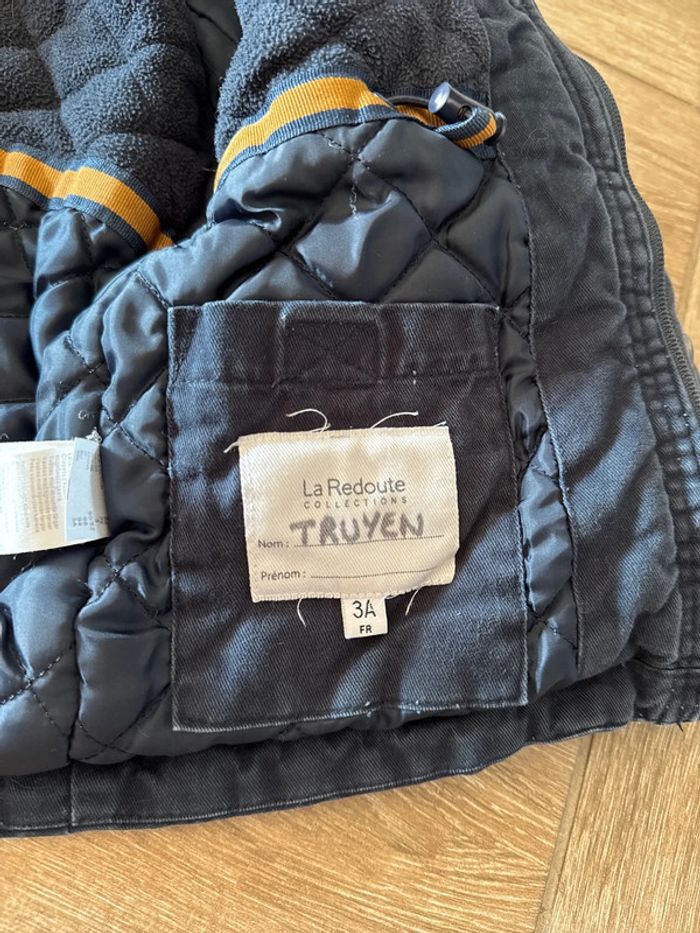 La Redoute
COLLECTIONS
Nom : TRUYEN
Prénom :
3A
FR